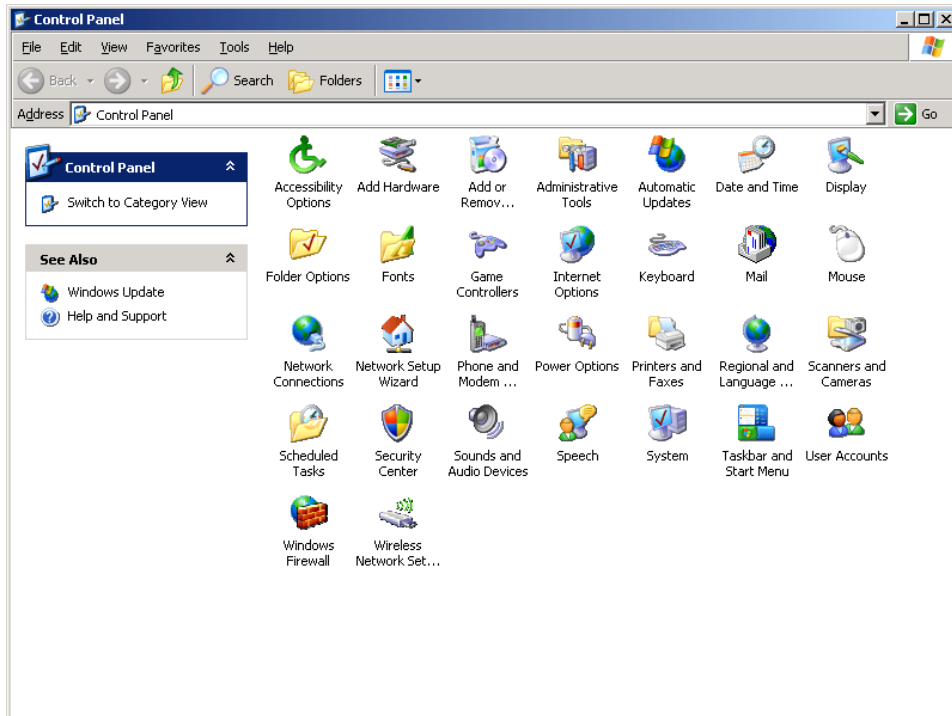 Control Panel
File Edit View Favorites Tools Help
Back Search Folders
Address Control Panel Go
Control Panel
Switch to Category View
See Also
Windows Update
Help and Support
Accessibility Options
Add Hardware
Add or Remov...
Administrative Tools
Automatic Updates
Date and Time
Display
Folder Options
Fonts
Game Controllers
Internet Options
Keyboard
Mail
Mouse
Network Connections
Network Setup Wizard
Phone and Modem ...
Power Options
Printers and Faxes
Regional and Language ...
Scanners and Cameras
Scheduled Tasks
Security Center
Sounds and Audio Devices
Speech
System
Taskbar and Start Menu
User Accounts
Windows Firewall
Wireless Network Set...